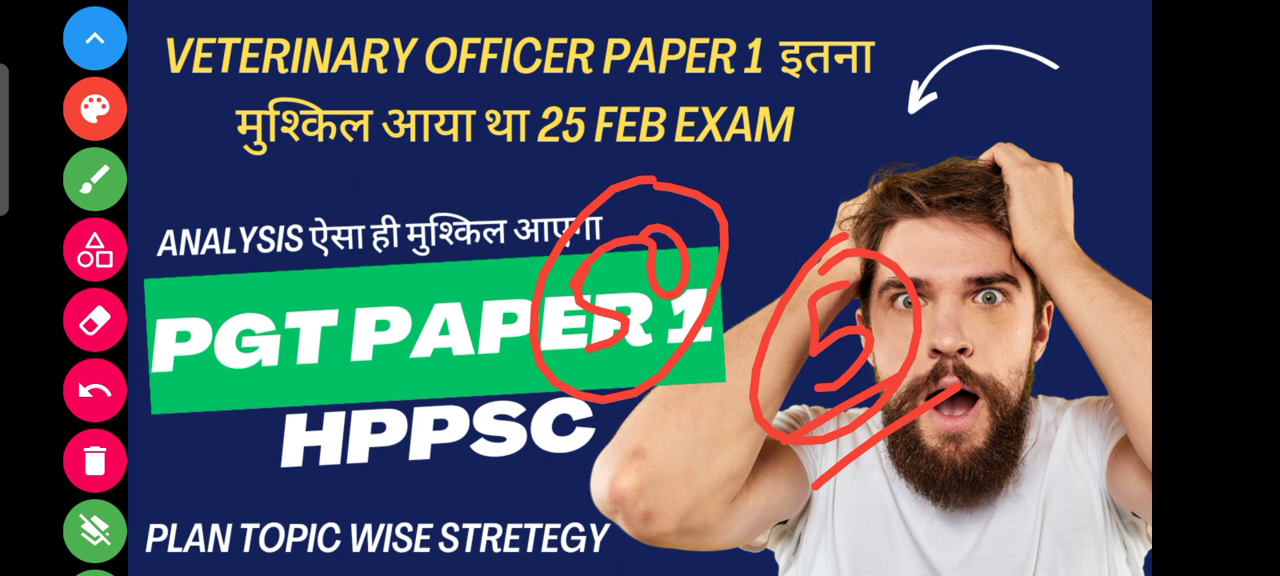 VETERINARY OFFICER PAPER 1 इतना
मुश्किल आया था 25 FEB EXAM
ANALYSIS ऐसा ही मुश्किल आएगा
PGT PAPER 1
HPPSC
PLAN TOPIC WISE STRETEGY
5